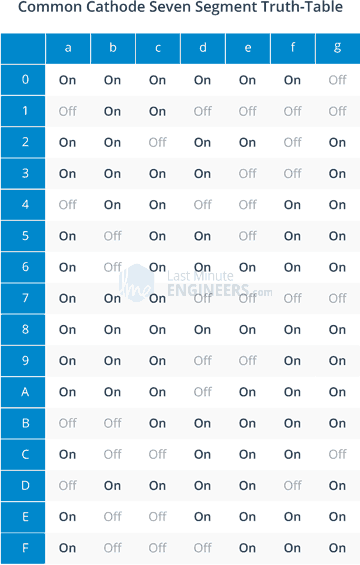 Common Cathode Seven Segment Truth-Table
a b c d e f g
0 On On On On On On Off
1 Off On On Off Off Off Off
2 On On Off On On Off On
3 On On On On Off Off On
4 Off On On Off Off On On
5 On Off On On Off On On
6 On Off On On On On On
Last Minute
ENGINEERS.com
7 On On On Off Off Off Off
8 On On On On On On On
9 On On On Off Off On On
A On On On Off On On On
B Off Off On On On On On
C On Off Off On On On Off
D Off On On On On Off On
E On Off Off On On On On
F On Off Off Off On On On